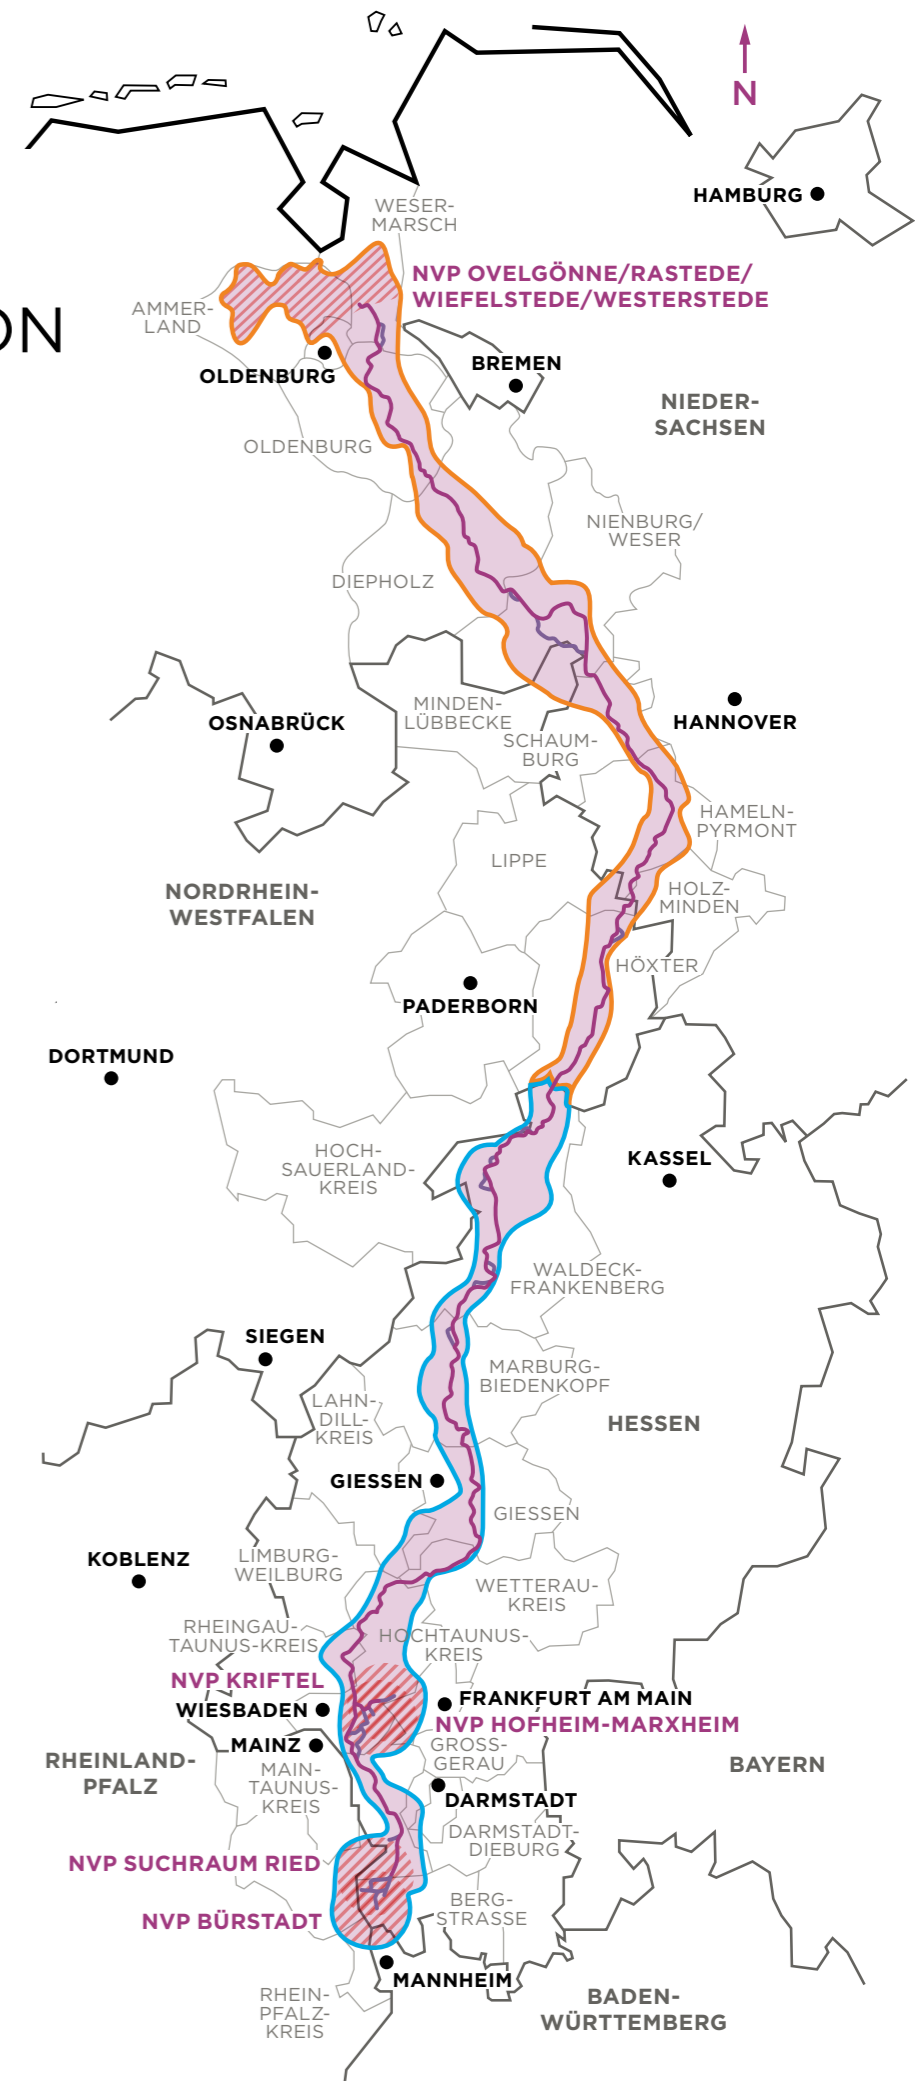 N
HAMBURG
WESER-
MARSCH
NVP OVELGÖNNE/RASTEDE/
WIEFELSTEDE/WESTERSTEDE
AMMER-
LAND
ON
OLDENBURG
BREMEN
NIEDER-
SACHSEN
OLDENBURG
NIENBURG/
WESER
DIEPHOLZ
MINDEN-
LÜBBECKE
OSNABRÜCK
HANNOVER
SCHAUM-
BURG
HAMELN-
PYRMONT
LIPPE
NORDRHEIN-
WESTFALEN
HOLZ-
MINDEN
HÖXTER
PADERBORN
DORTMUND
HOCH-
SAUERLAND-
KREIS
KASSEL
WALDECK-
FRANKENBERG
SIEGEN
MARBURG-
BIEDENKOPF
LAHN-
DILL-
KREIS
HESSEN
GIESSEN
GIESSEN
KOBLENZ
LIMBURG-
WEILBURG
WETTERAU-
KREIS
RHEINGAU-
TAUNUS-KREIS
HOCHTAUNUS-
KREIS
NVP KRIFTEL
WIESBADEN
FRANKFURT AM MAIN
NVP HOFHEIM-MARXHEIM
MAINZ
GROSS-
GERAU
RHEINLAND-
PFALZ
BAYERN
MAIN-
TAUNUS-
KREIS
DARMSTADT
DARMSTADT-
DIEBURG
NVP SUCHRAUM RIED
NVP BÜRSTADT
BERG-
STRASSE
MANNHEIM
RHEIN-
PFALZ-
KREIS
BADEN-
WÜRTTEMBERG